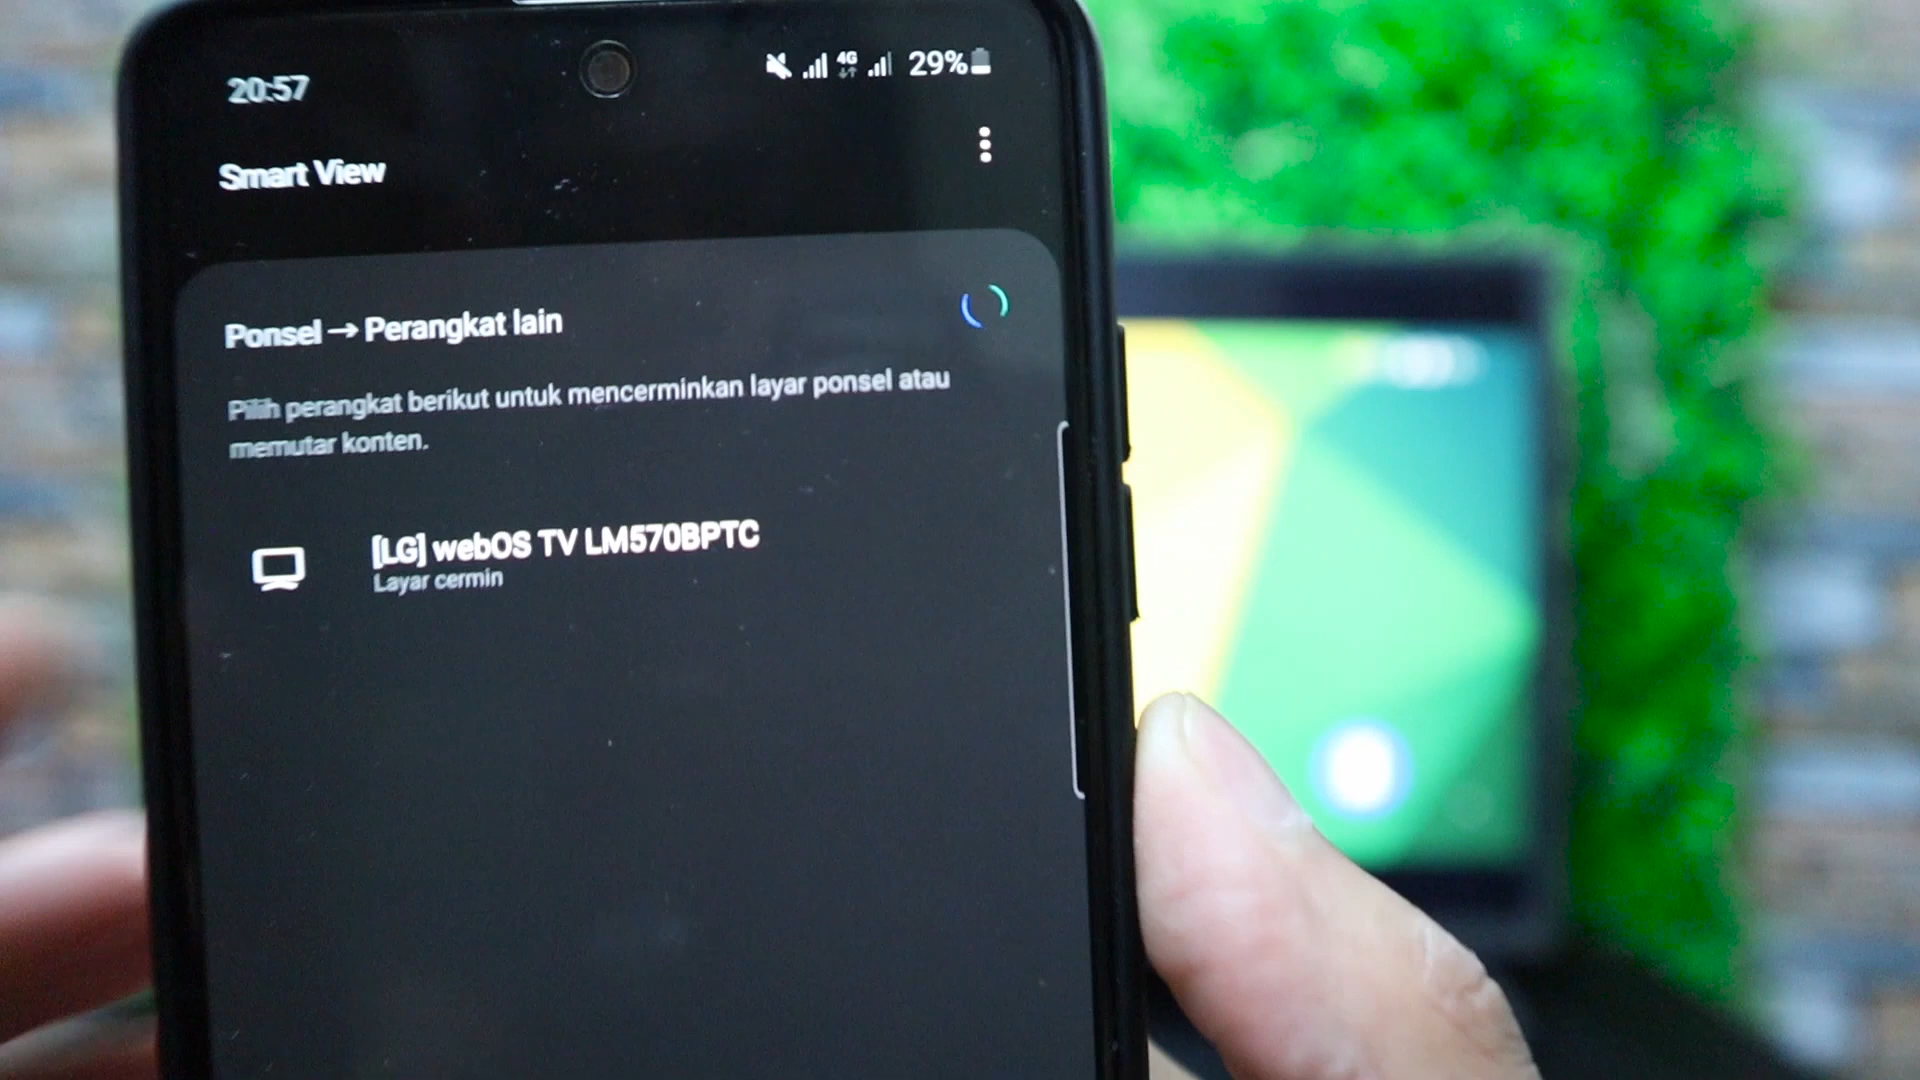 20:57
4G
29%
Smart View
Ponsel → Perangkat lain
Pilih perangkat berikut untuk mencerminkan layar ponsel atau
memutar konten.
[LG] webOS TV LM570BPTC
Layar cermin